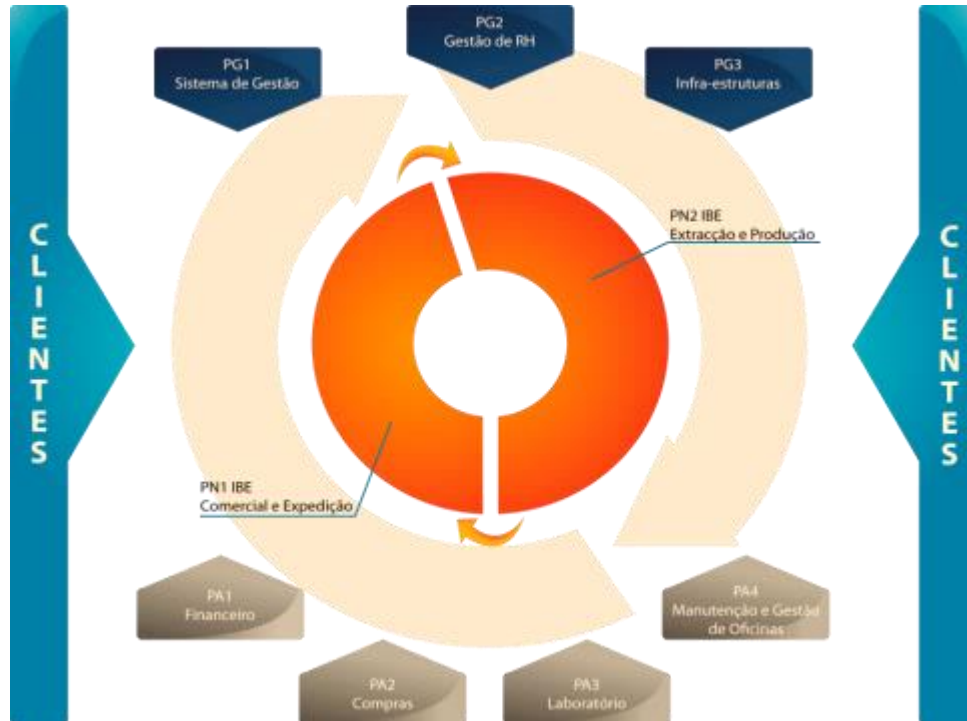 PG2
Gestão de RH
PG1
Sistema de Gestão
PG3
Infra-estruturas
CLIENTES
CLIENTES
PN2 IBE
Extracção e Produção
PN1 IBE
Comercial e Expedição
PA1
Financeiro
PA4
Manutenção e Gestão
de Oficinas
PA2
Compras
PA3
Laboratório